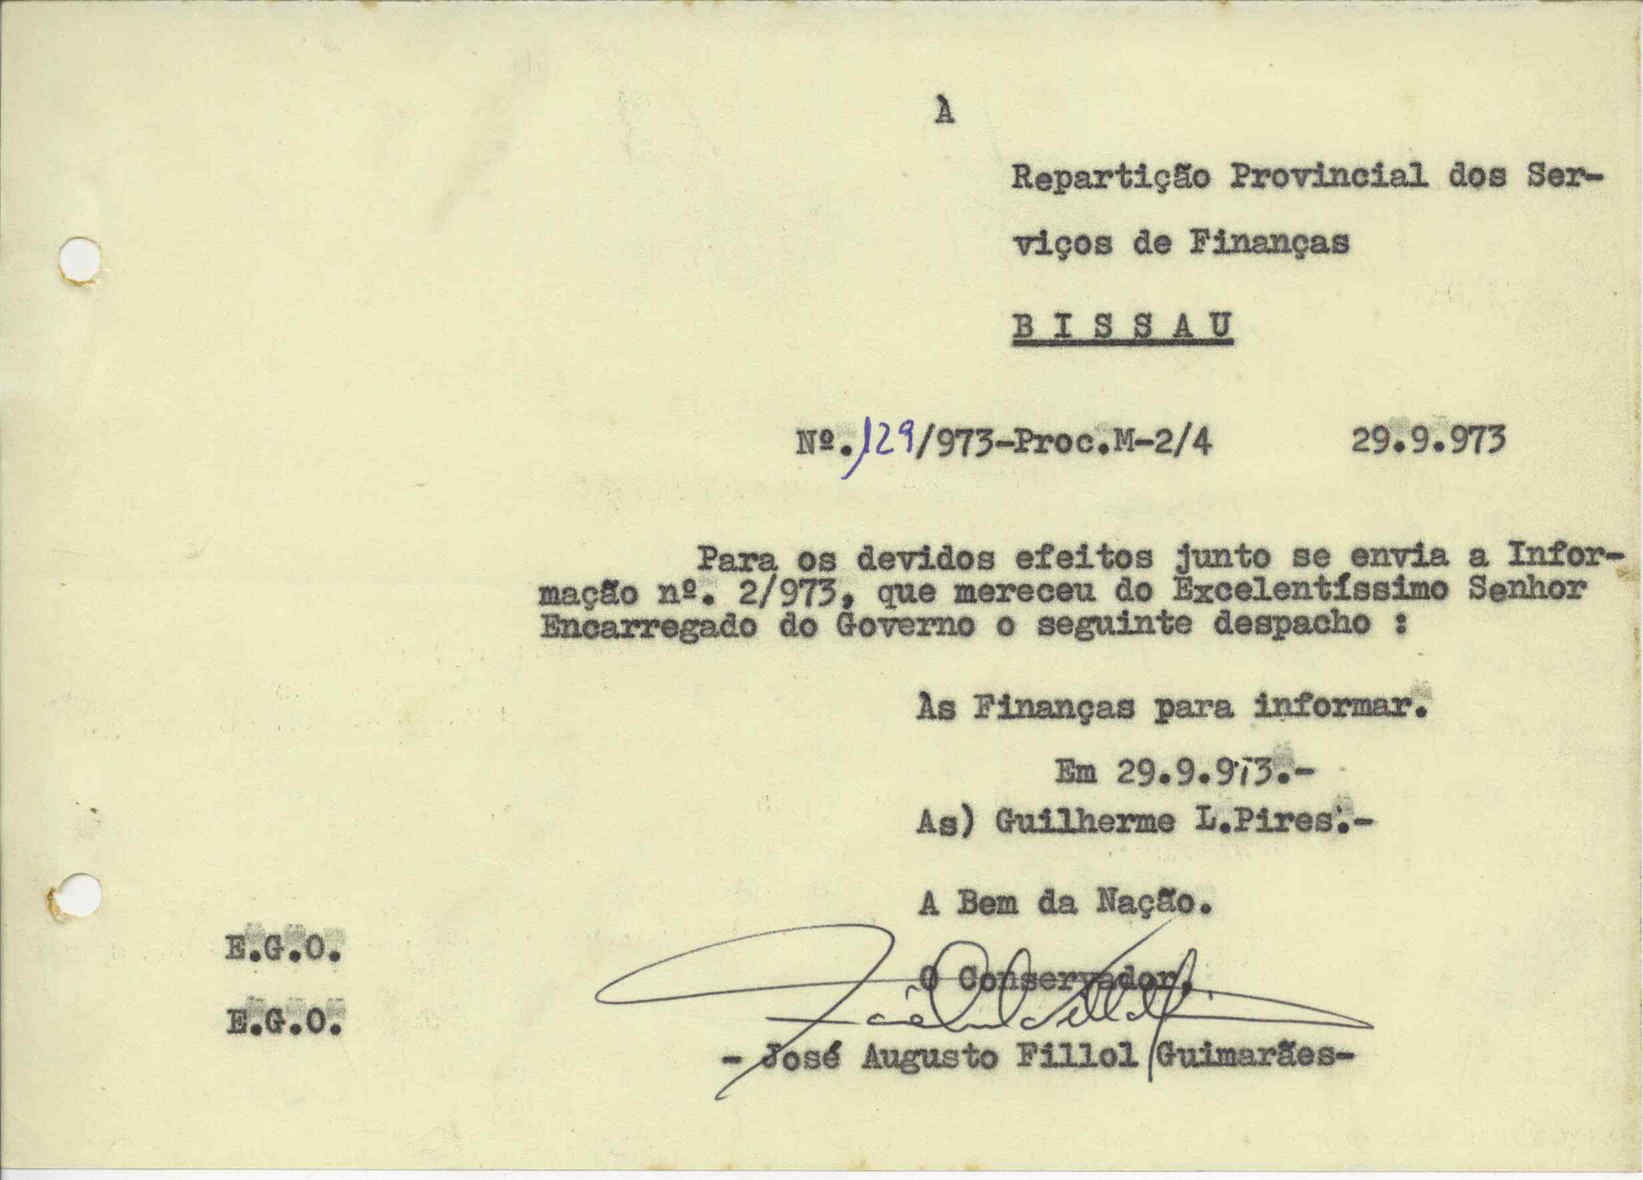 À
Repartição Provincial dos Ser-
viços de Finanças
B I S S A U
Nº.129/973-Proc.M-2/4 29.9.973
Para os devidos efeitos junto se envia a Infor-
mação nº. 2/973, que mereceu do Excelentíssimo Senhor
Encarregado do Governo o seguinte despacho :
Às Finanças para informar.
Em 29.9.973.-
As) Guilherme L.Pires.-
A Bem da Nação.
E.G.O.
O Conservador,
E.G.O.
- José Augusto Fillol Guimarães-